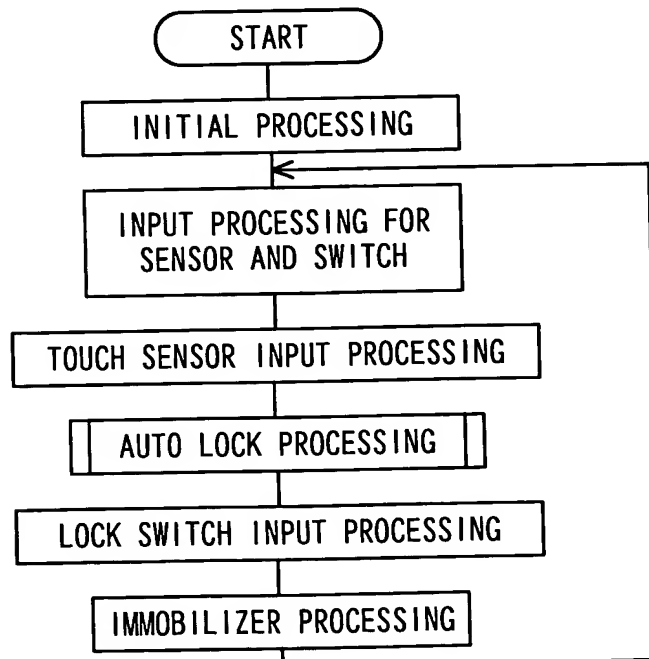 START
INITIAL PROCESSING
INPUT PROCESSING FOR
SENSOR AND SWITCH
TOUCH SENSOR INPUT PROCESSING
AUTO LOCK PROCESSING
LOCK SWITCH INPUT PROCESSING
IMMOBILIZER PROCESSING